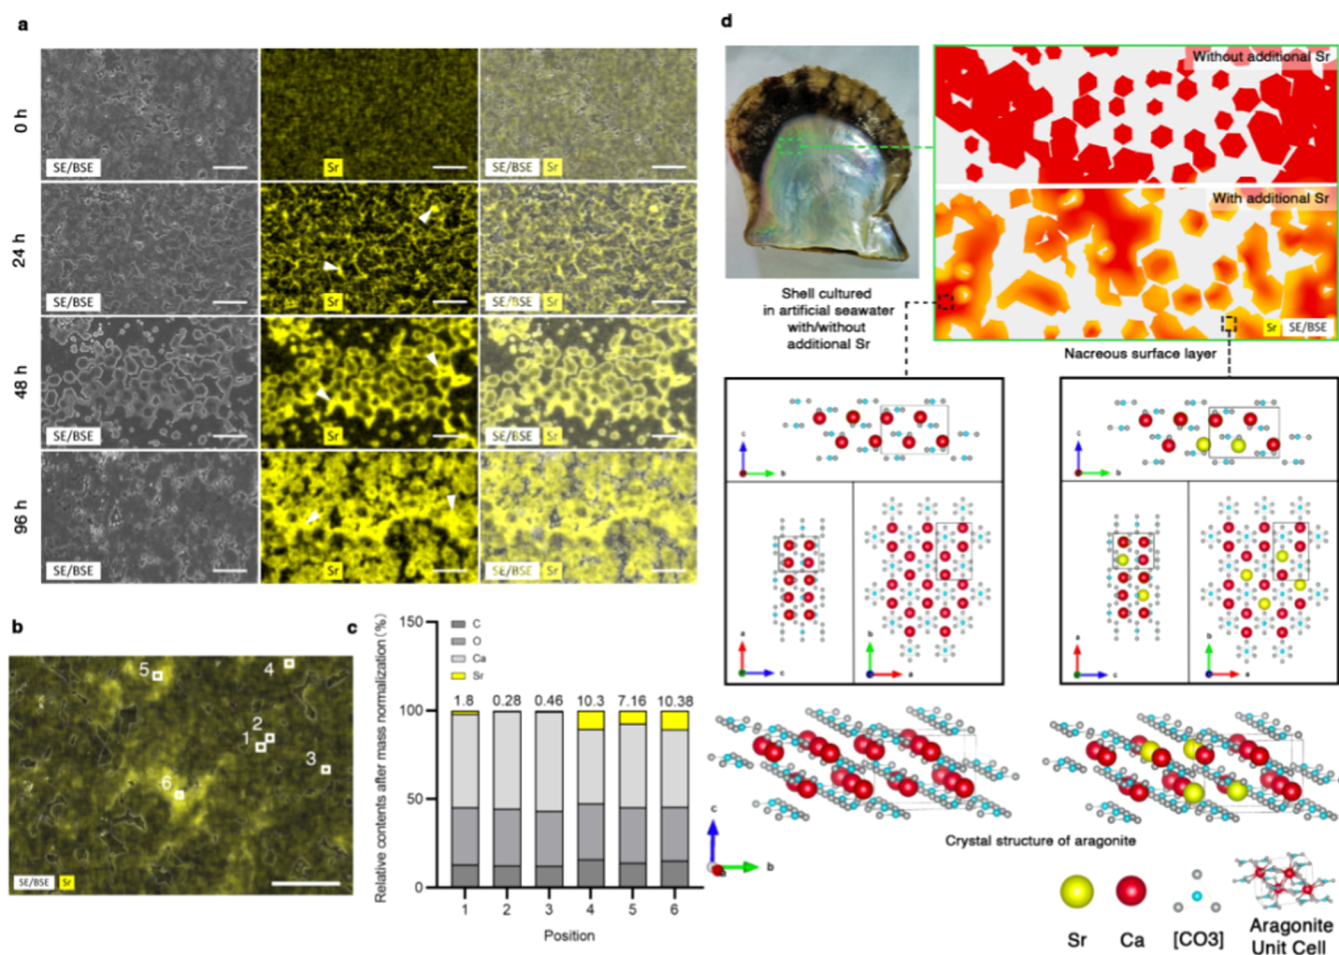 a
0 h
SE/BSE
Sr
SE/BSE Sr
24 h
SE/BSE
Sr
SE/BSE Sr
48 h
SE/BSE
Sr
SE/BSE Sr
96 h
SE/BSE
Sr
SE/BSE Sr
b
5
4
2
1
3
6
SE/BSE Sr
c
Relative contents after mass normalization (%)
150
100
50
0
C
O
Ca
Sr
1.8
0.28
0.46
10.3
7.16
10.38
1
2
3
4
5
6
Position
d
Without additional Sr
With additional Sr
Sr SE/BSE
Shell cultured
in artificial seawater
with/without
additional Sr
Nacreous surface layer
c
b
a
c
b
a
c
b
a
c
b
a
c
b
Crystal structure of aragonite
Sr
Ca
[CO3]
Aragonite
Unit Cell